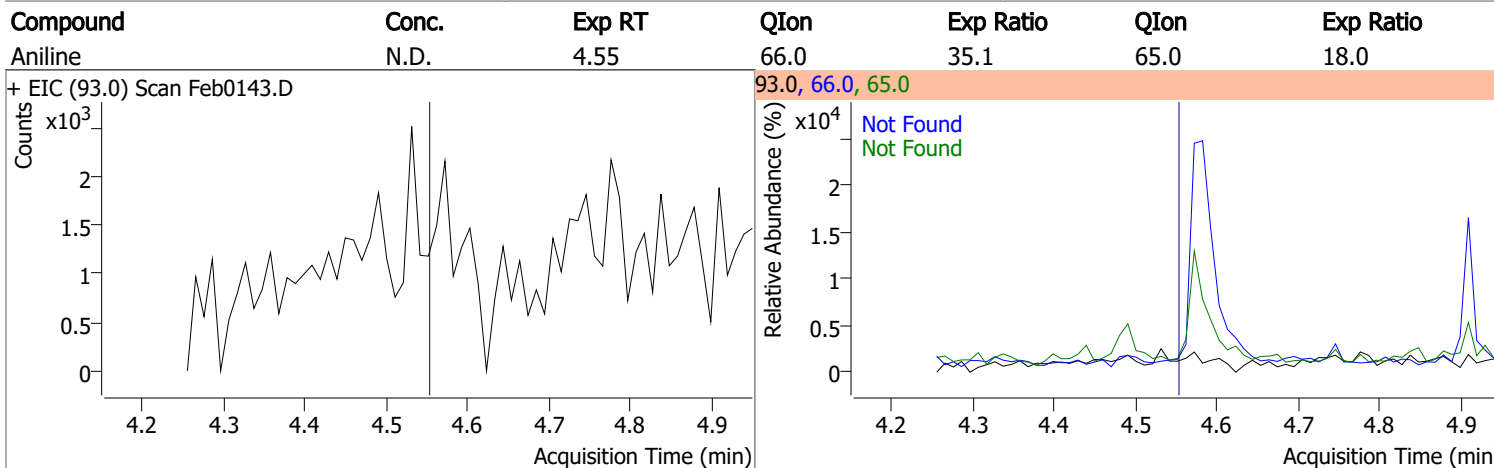 Compound Conc. Exp RT QIon Exp Ratio QIon Exp Ratio
Aniline N.D. 4.55 66.0 35.1 65.0 18.0
+ EIC (93.0) Scan Feb0143.D
Counts
x10³
2
1.5
1
0.5
0
4.2 4.3 4.4 4.5 4.6 4.7 4.8 4.9
Acquisition Time (min)
93.0, 66.0, 65.0
Relative Abundance (%)
x10⁴
Not Found
Not Found
2
1.5
1
0.5
0
4.2 4.3 4.4 4.5 4.6 4.7 4.8 4.9
Acquisition Time (min